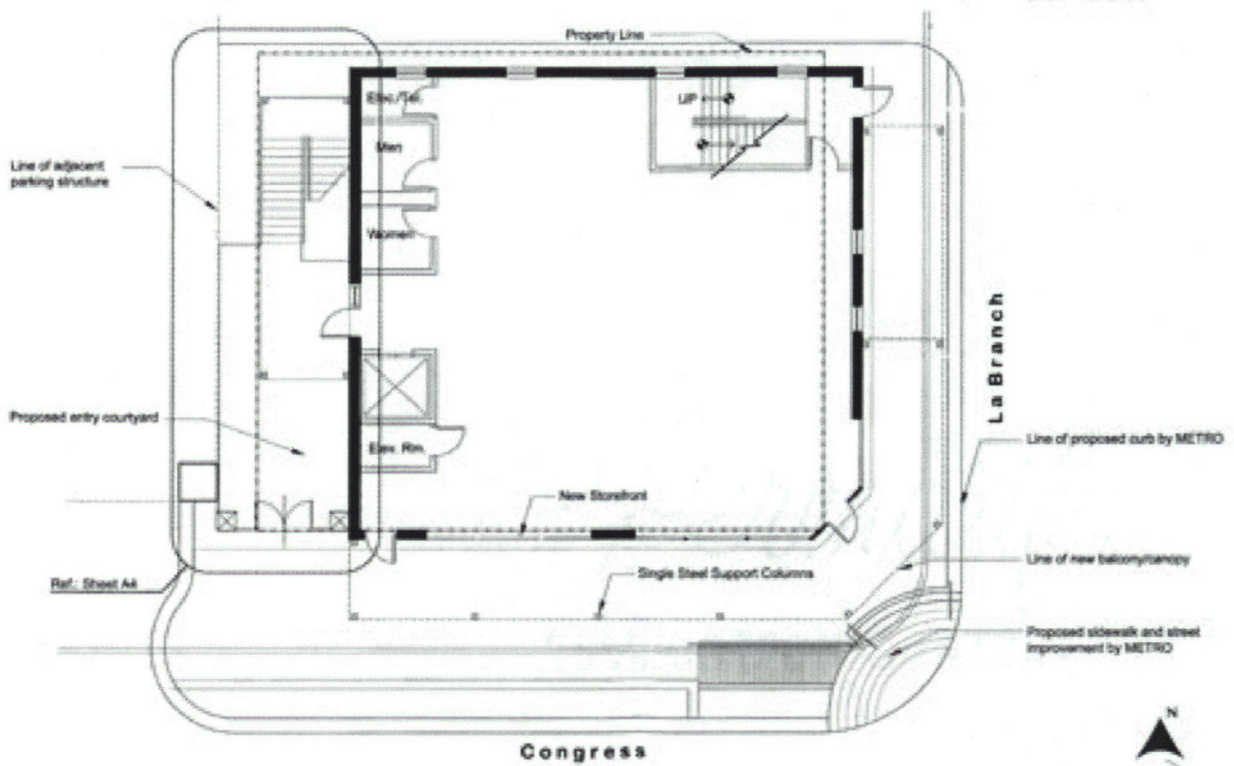 Property Line
Elec./Tel.
UP
Men
Line of adjacent
parking structure
Women
La Branch
Proposed entry courtyard
Line of proposed curb by METRO
Elev. Rm.
New Storefront
Line of new balcony/canopy
Single Steel Support Columns
Ref.: Sheet A4
Proposed sidewalk and street
improvement by METRO
N
Congress